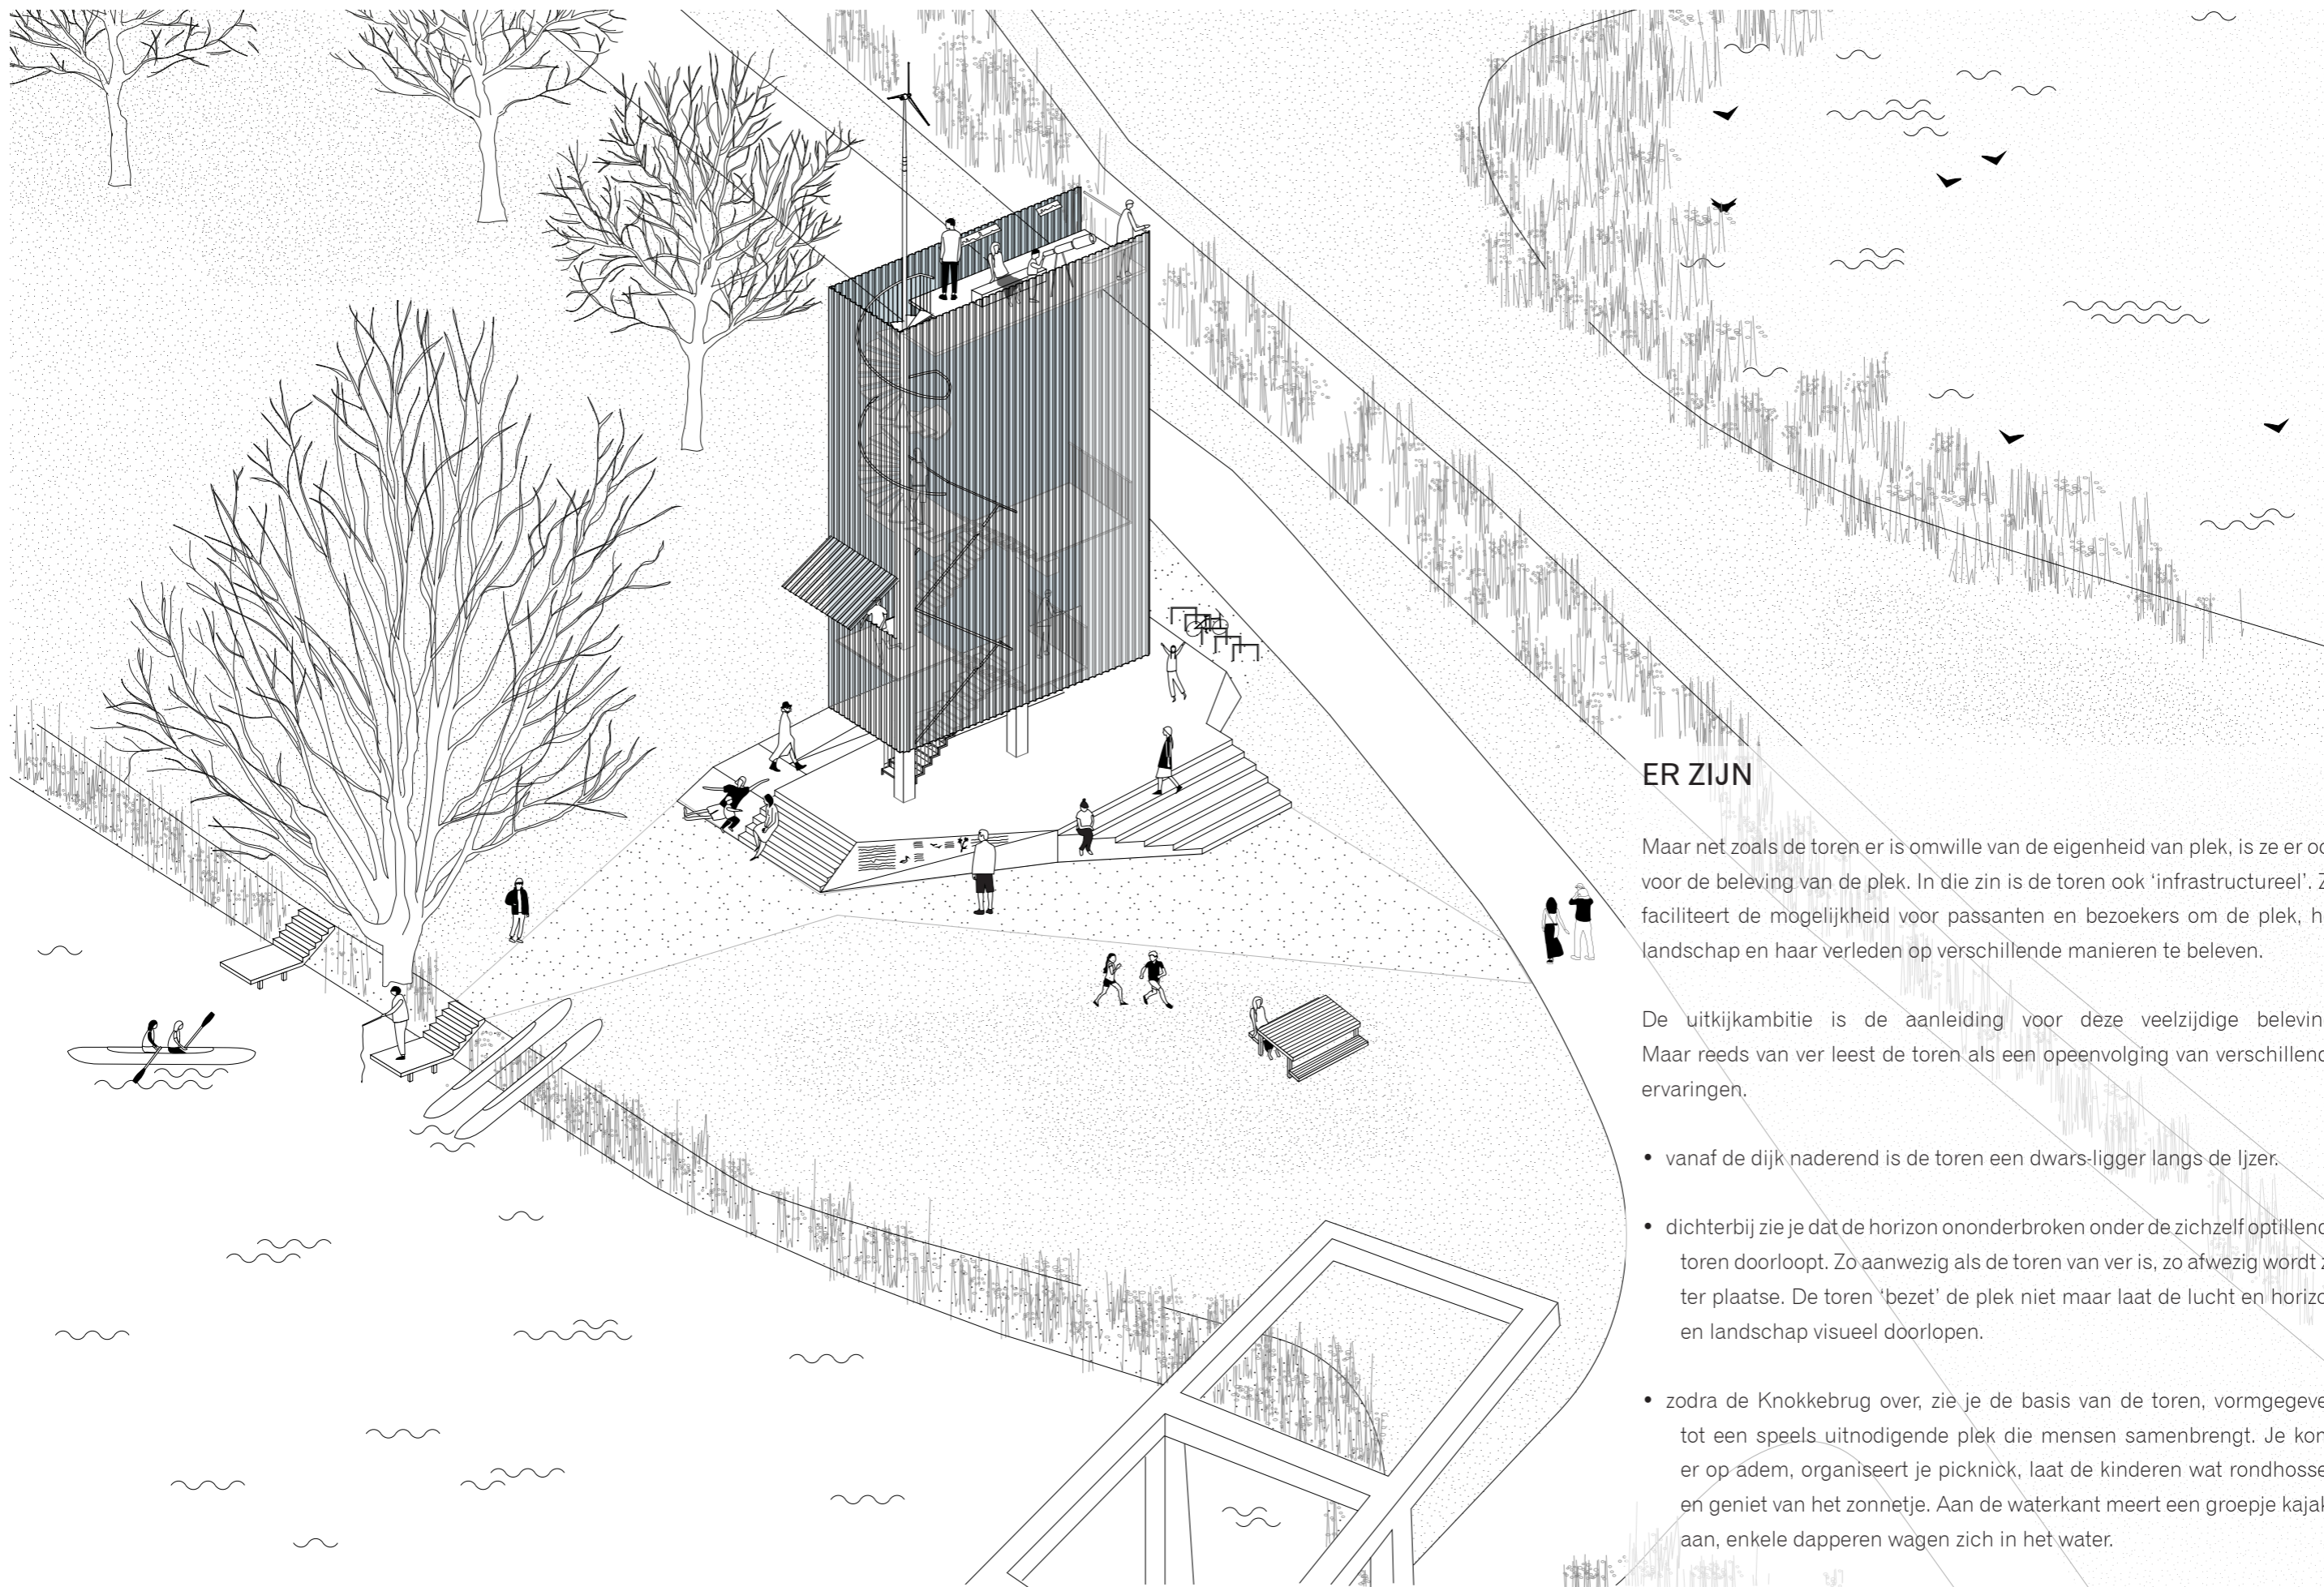 ER ZIJN
Maar net zoals de toren er is omwille van de eigenheid van plek, is ze er
voor de beleving van de plek. In die zin is de toren ook ‘infrastructureel’.
faciliteert de mogelijkheid voor passanten en bezoekers om de plek,
landschap en haar verleden op verschillende manieren te beleven.
De uitkijkambitie is de aanleiding voor deze veelzijdige
Maar reeds van ver leest de toren als een opeenvolging van
ervaringen.
• vanaf de dijk naderend is de toren een dwars-ligger langs de Ijzer.
• dichterbij zie je dat de horizon ononderbroken onder de zichzelf
toren doorloopt. Zo aanwezig als de toren van ver is, zo afwezig wordt
ter plaatse. De toren ‘bezet’ de plek niet maar laat de lucht en
en landschap visueel doorlopen.
• zodra de Knokkebrug over, zie je de basis van de toren,
tot een speels uitnodigende plek die mensen samenbrengt. Je
er op adem, organiseert je picknick, laat de kinderen wat
en geniet van het zonnetje. Aan de waterkant meert een groepje
aan, enkele dapperen wagen zich in het water.